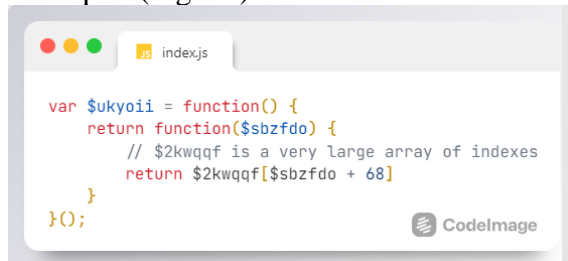 JS index.js
var $ukyoii = function() {
    return function($sbzfdo) {
        // $2kwqqf is a very large array of indexes
        return $2kwqqf[$sbzfdo + 68]
    }
}();
CodeImage